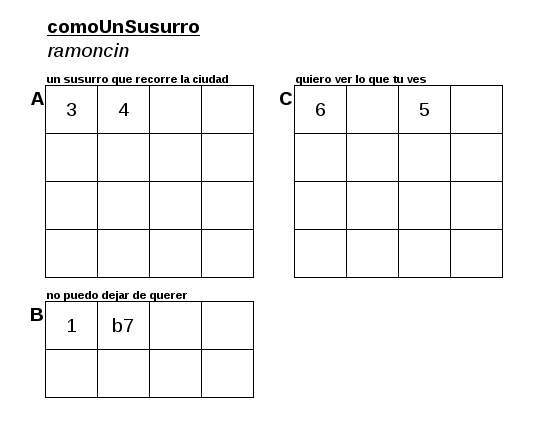 comoUnSusurro
ramoncin
un susurro que recorre la ciudad
A
3 4
no puedo dejar de querer
B
1 b7
quiero ver lo que tu ves
C
6 5